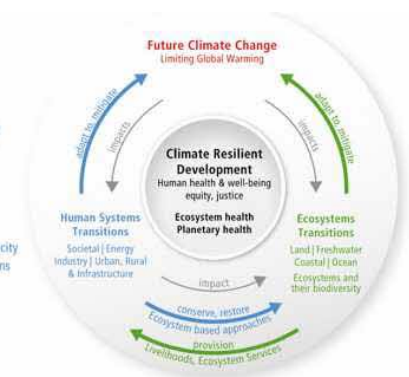 Future Climate Change
Limiting Global Warming
adapt to, mitigate
impacts
adapt to mitigate
impacts
Climate Resilient
Development
Human health & well-being
equity, justice
Ecosystem health
Planetary health
Human Systems
Transitions
Societal | Energy
Industry | Urban, Rural
& Infrastructure
Ecosystems
Transitions
Land | Freshwater
Coastal | Ocean
Ecosystems and
their biodiversity
city
ns
impact
conserve, restore
Ecosystem based approaches
provision
Livelihoods, Ecosystem Services